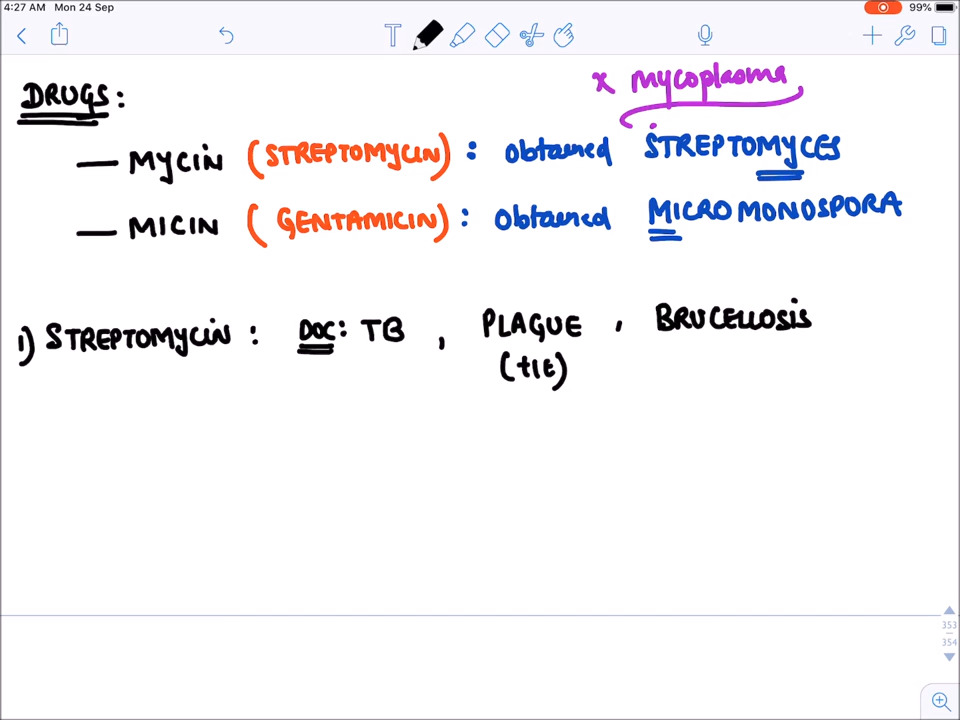 4:27 AM Mon 24 Sep 99%
T
DRUGS:
x mycoplasma
— MYCIN (STREPTOMYCIN) : obtained STREPTOMYCES
— MICIN (GENTAMICIN) : obtained MICROMONOSPORA
1) STREPTOMYCIN : DOC: TB , PLAGUE , BRUCELLOSIS
(tit)
353
354